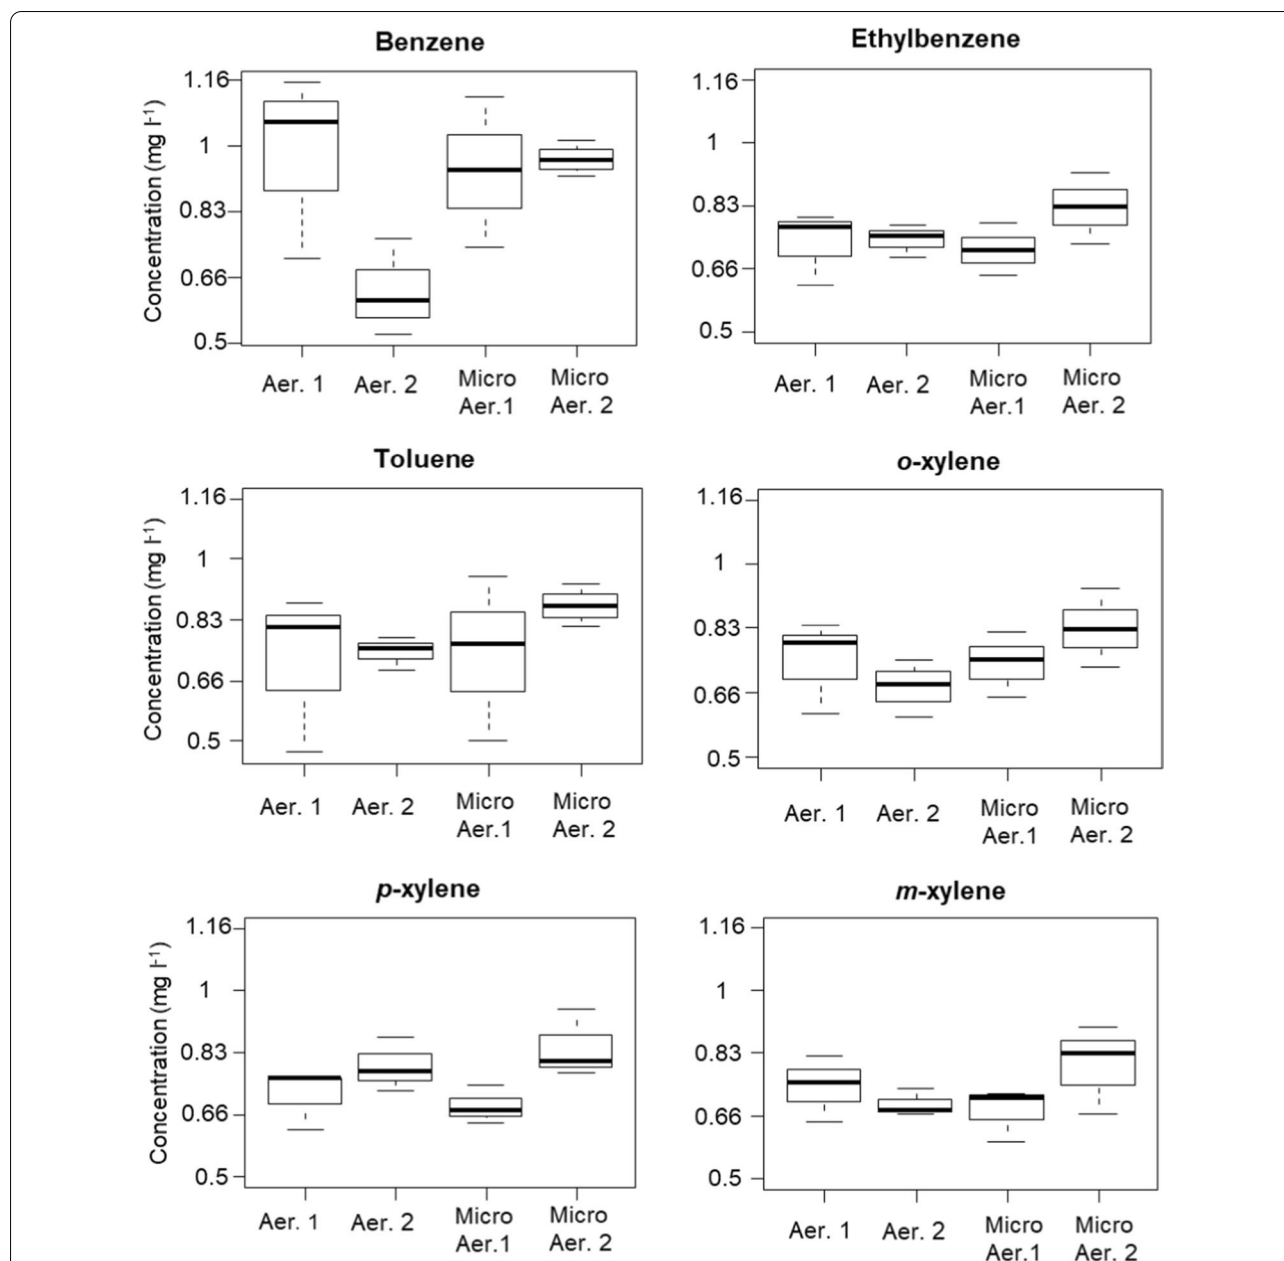 Benzene
Concentration (mg l-1)
1.16
1
0.83
0.66
0.5
Aer. 1
Aer. 2
Micro
Aer.1
Micro
Aer. 2
Ethylbenzene
1.16
1
0.83
0.66
0.5
Aer. 1
Aer. 2
Micro
Aer.1
Micro
Aer. 2
Toluene
Concentration (mg l-1)
1.16
1
0.83
0.66
0.5
Aer. 1
Aer. 2
Micro
Aer.1
Micro
Aer. 2
o-xylene
1.16
1
0.83
0.66
0.5
Aer. 1
Aer. 2
Micro
Aer.1
Micro
Aer. 2
p-xylene
Concentration (mg l-1)
1.16
1
0.83
0.66
0.5
Aer. 1
Aer. 2
Micro
Aer.1
Micro
Aer. 2
m-xylene
1.16
1
0.83
0.66
0.5
Aer. 1
Aer. 2
Micro
Aer.1
Micro
Aer. 2